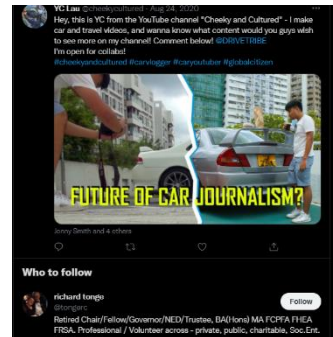 YC Lau @cheekycultured · Aug 24, 2020
Hey, this is YC from the YouTube channel "Cheeky and Cultured" - I make
car and travel videos, and wanna know what content would you guys wish
to see more on my channel! Comment below! @DRIVETRIBE
I'm open for collabs!
#cheekyandcultured #carvlogger #caryoutuber #globalcitizen
FUTURE OF CAR JOURNALISM?
Jonny Smith and 4 others
Who to follow
richard tonge
@tongerc
Follow
Retired Chair/Fellow/Governor/NED/Trustee, BA(Hons) MA FCPFA FHEA
FRSA. Professional / Volunteer across - private, public, charitable, Soc.Ent.